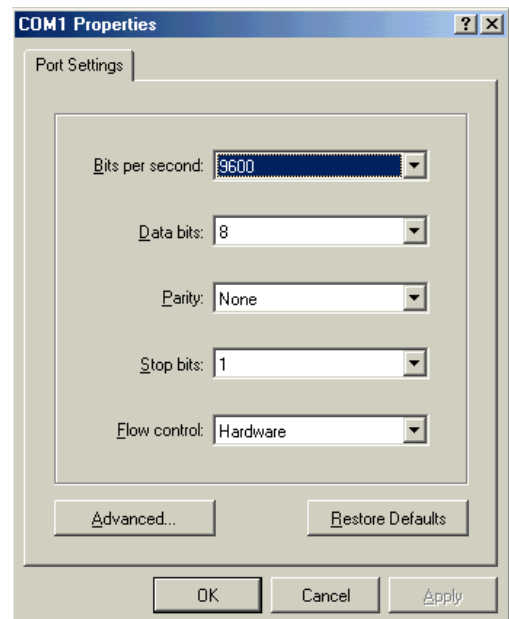 COM1 Properties
Port Settings
Bits per second: 9600
Data bits: 8
Parity: None
Stop bits: 1
Flow control: Hardware
Advanced... Restore Defaults
OK Cancel Apply